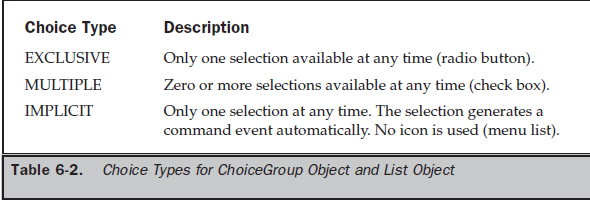 Choice Type Description
EXCLUSIVE Only one selection available at any time (radio button).
MULTIPLE Zero or more selections available at any time (check box).
IMPLICIT Only one selection at any time. The selection generates a
command event automatically. No icon is used (menu list).
Table 6-2. Choice Types for ChoiceGroup Object and List Object